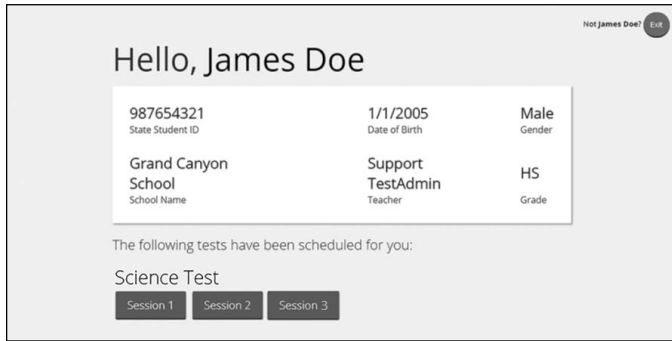 Not James Doe? Exit
Hello, James Doe
987654321 1/1/2005 Male
State Student ID Date of Birth Gender
Grand Canyon Support HS
School TestAdmin
School Name Teacher Grade
The following tests have been scheduled for you:
Science Test
Session 1 Session 2 Session 3